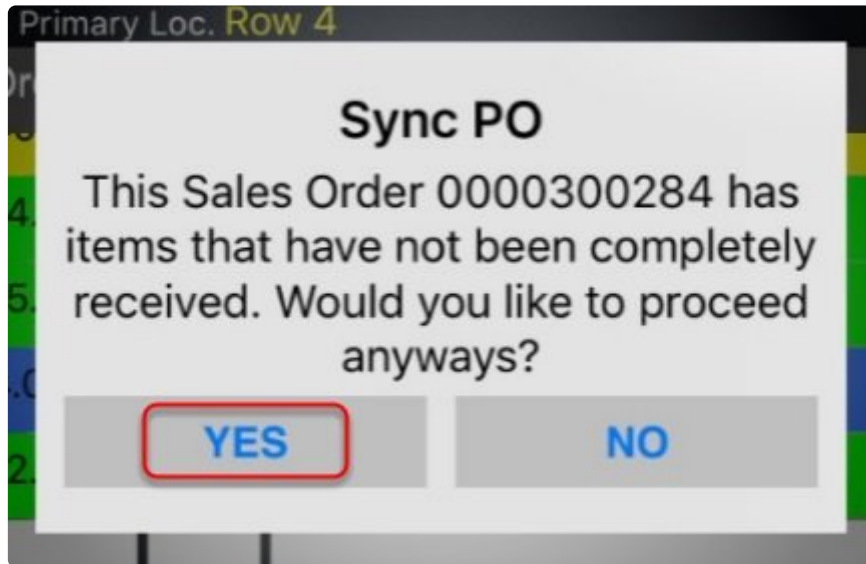 Primary Loc. Row 4
Sync PO
This Sales Order 0000300284 has
items that have not been completely
received. Would you like to proceed
anyways?
YES NO